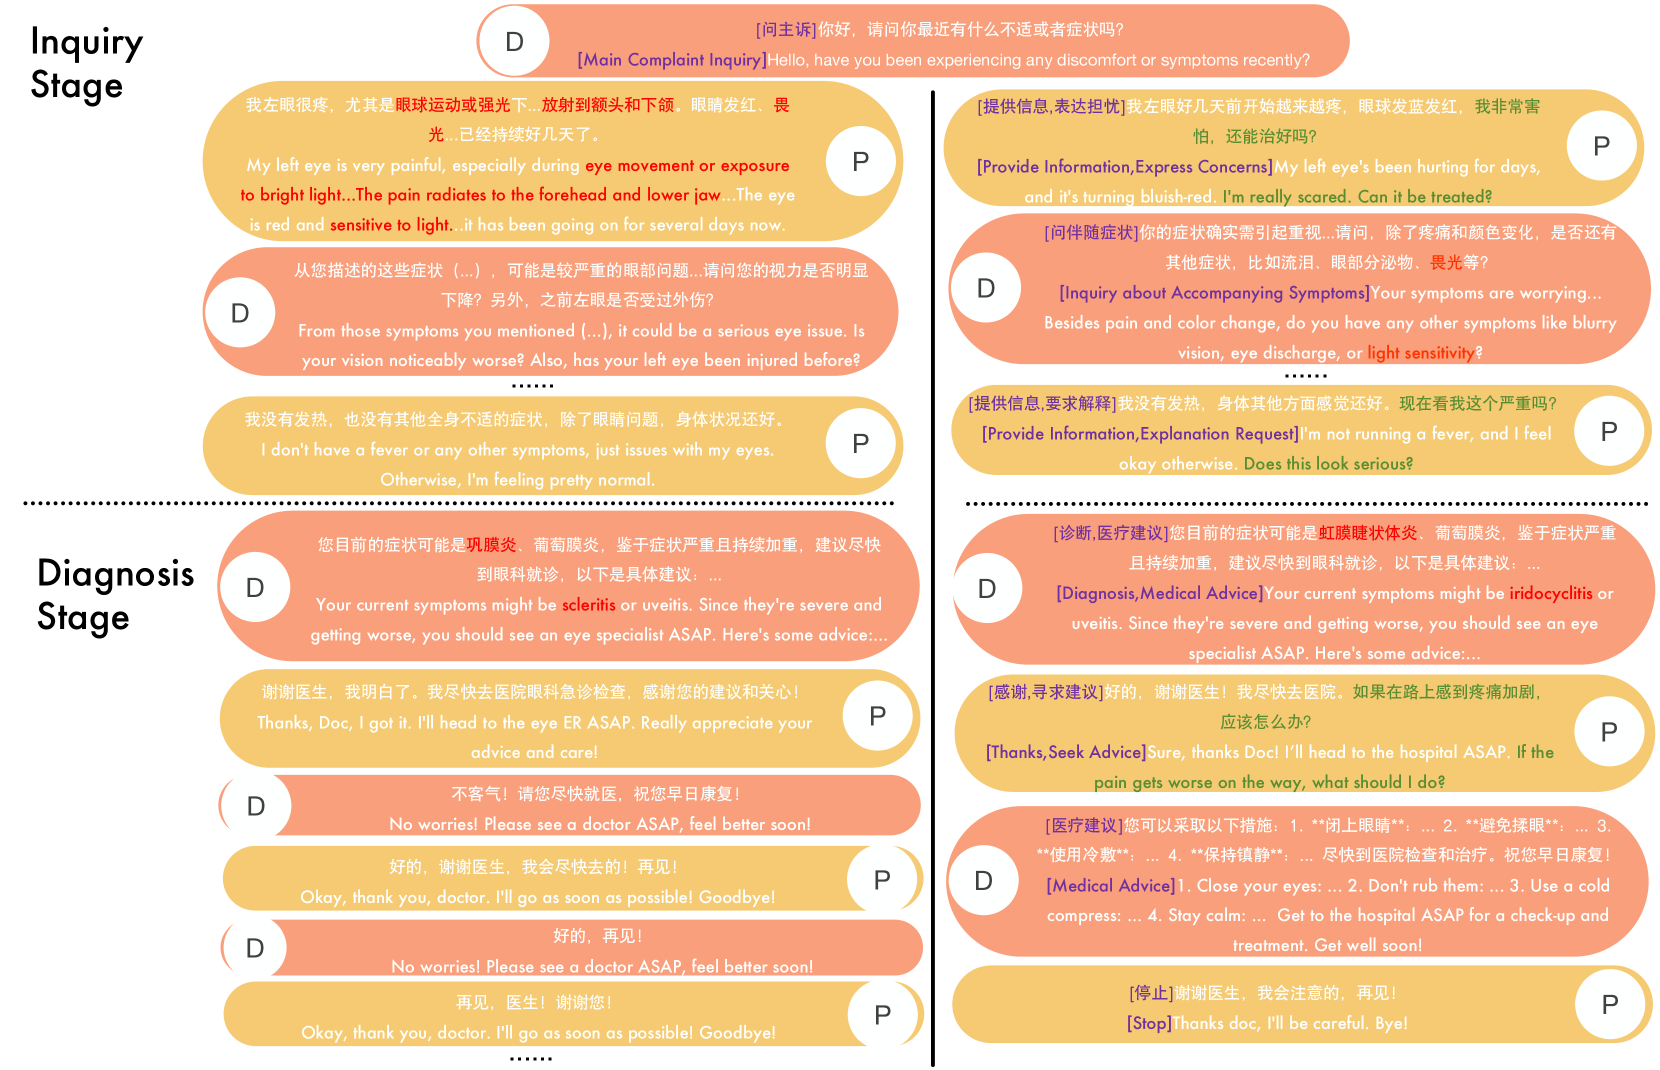 Inquiry
Stage
D
[问主诉]你好，请问你最近有什么不适或者症状吗？
[Main Complaint Inquiry]Hello, have you been experiencing any discomfort or symptoms recently?
我左眼很疼，尤其是眼球运动或强光下...放射到额头和下颌。眼睛发红、畏
光...已经持续好几天了。
My left eye is very painful, especially during eye movement or exposure
to bright light...The pain radiates to the forehead and lower jaw...The eye
is red and sensitive to light...it has been going on for several days now.
P
D
从您描述的这些症状（...），可能是较严重的眼部问题...请问您的视力是否明显
下降？另外，之前左眼是否受过外伤？
From those symptoms you mentioned (...), it could be a serious eye issue. Is
your vision noticeably worse? Also, has your left eye been injured before?
......
我没有发热，也没有其他全身不适的症状，除了眼睛问题，身体状况还好。
I don't have a fever or any other symptoms, just issues with my eyes.
Otherwise, I'm feeling pretty normal.
P
[提供信息,表达担忧]我左眼好几天前开始越来越疼，眼球发蓝发红，我非常害
怕，还能治好吗？
[Provide Information,Express Concerns]My left eye's been hurting for days,
and it's turning bluish-red. I'm really scared. Can it be treated?
P
D
[问伴随症状]你的症状确实需引起重视...请问，除了疼痛和颜色变化，是否还有
其他症状，比如流泪、眼部分泌物、畏光等？
[Inquiry about Accompanying Symptoms]Your symptoms are worrying...
Besides pain and color change, do you have any other symptoms like blurry
vision, eye discharge, or light sensitivity?
......
[提供信息,要求解释]我没有发热，身体其他方面感觉还好。现在看我这个严重吗？
[Provide Information,Explanation Request]I'm not running a fever, and I feel
okay otherwise. Does this look serious?
P
Diagnosis
Stage
D
您目前的症状可能是巩膜炎、葡萄膜炎，鉴于症状严重且持续加重，建议尽快
到眼科就诊，以下是具体建议：...
Your current symptoms might be scleritis or uveitis. Since they're severe and
getting worse, you should see an eye specialist ASAP. Here's some advice:...
谢谢医生，我明白了。我尽快去医院眼科急诊检查，感谢您的建议和关心！
Thanks, Doc, I got it. I'll head to the eye ER ASAP. Really appreciate your
advice and care!
P
D
不客气！请您尽快就医，祝您早日康复！
No worries! Please see a doctor ASAP, feel better soon!
好的，谢谢医生，我会尽快去的！再见！
Okay, thank you, doctor. I'll go as soon as possible! Goodbye!
P
D
好的，再见！
No worries! Please see a doctor ASAP, feel better soon!
再见，医生！谢谢您！
Okay, thank you, doctor. I'll go as soon as possible! Goodbye!
P
......
D
[诊断,医疗建议]您目前的症状可能是虹膜睫状体炎、葡萄膜炎，鉴于症状严重
且持续加重，建议尽快到眼科就诊，以下是具体建议：...
[Diagnosis,Medical Advice]Your current symptoms might be iridocyclitis or
uveitis. Since they're severe and getting worse, you should see an eye
specialist ASAP. Here's some advice:...
[感谢,寻求建议]好的，谢谢医生！我尽快去医院。如果在路上感到疼痛加剧，
应该怎么办？
[Thanks,Seek Advice]Sure, thanks Doc! I'll head to the hospital ASAP. If the
pain gets worse on the way, what should I do?
P
D
[医疗建议]您可以采取以下措施：1. **闭上眼睛**：... 2. **避免揉眼**：... 3.
**使用冷敷**：... 4. **保持镇静**：... 尽快到医院检查和治疗。祝您早日康复！
[Medical Advice]1. Close your eyes: ... 2. Don't rub them: ... 3. Use a cold
compress: ... 4. Stay calm: ... Get to the hospital ASAP for a check-up and
treatment. Get well soon!
[停止]谢谢医生，我会注意的，再见！
[Stop]Thanks doc, I'll be careful. Bye!
P